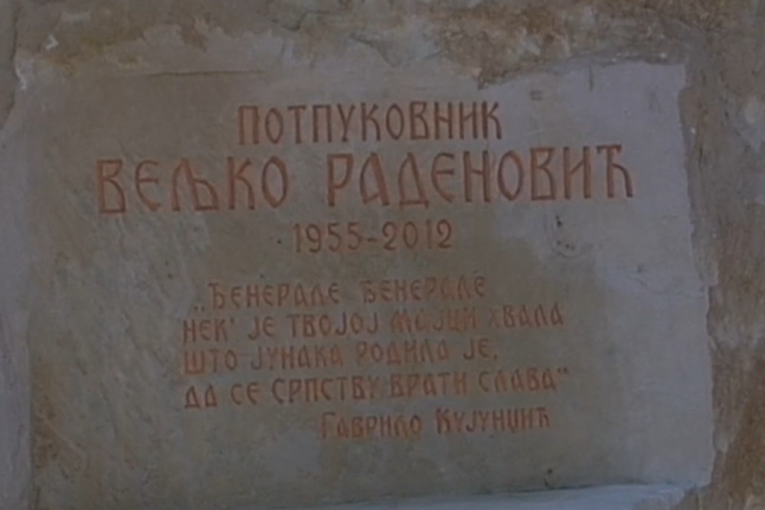 ПОТПУКОВНИК
ВЕЉКО РАДЕНОВИЋ
1955-2012
„ЂЕНЕРАЛЕ ЂЕНЕРАЛЕ
НЕК' ЈЕ ТВОЈОЈ МАЈЦИ ХВАЛА
ШТО ЈУНАКА РОДИЛА ЈЕ,
ДА СЕ СРПСТВУ ВРАТИ СЛАВА“
ГАВРИЛО КУЈУНЏИЋ